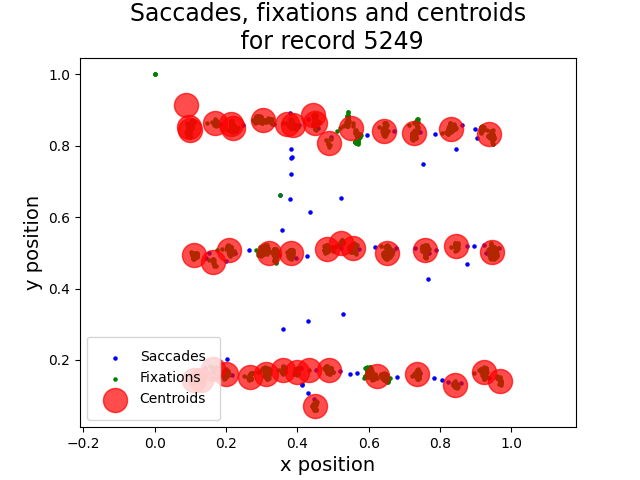 Saccades, fixations and centroids
for record 5249
y position
1.0
0.8
0.6
0.4
0.2
Saccades
Fixations
Centroids
−0.2
0.0
0.2
0.4
0.6
0.8
1.0
x position